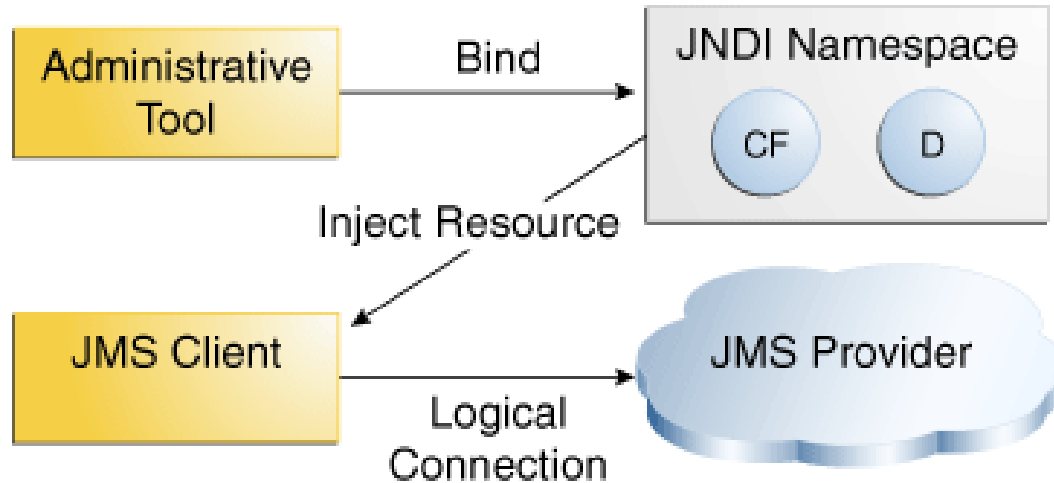 Administrative
Tool
Bind
JNDI Namespace
CF
D
Inject Resource
JMS Client
Logical
Connection
JMS Provider